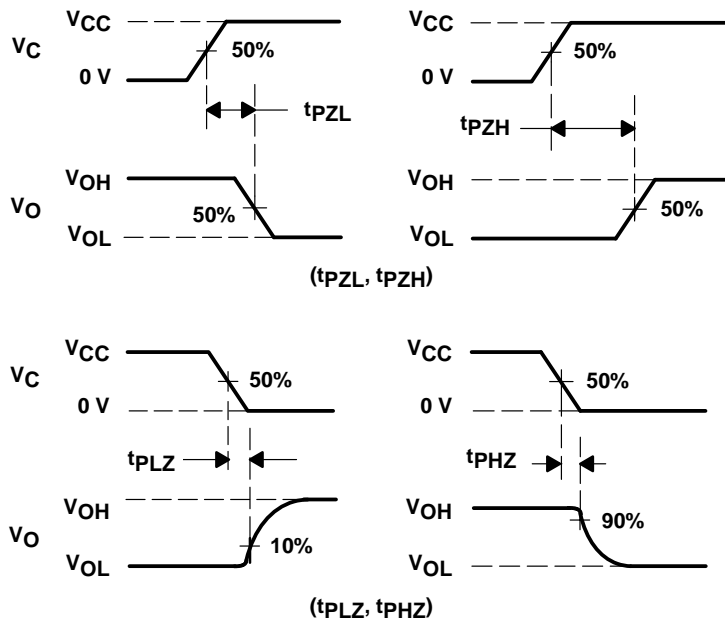 VCC VCC
VC 50% 50%
0 V 0 V
tPZL tPZH
VOH VOH
VO 50% 50%
VOL VOL
(tPZL, tPZH)
VCC VCC
VC 50% 50%
0 V 0 V
tPLZ tPHZ
VOH VOH
VO 10% 90%
VOL VOL
(tPLZ, tPHZ)